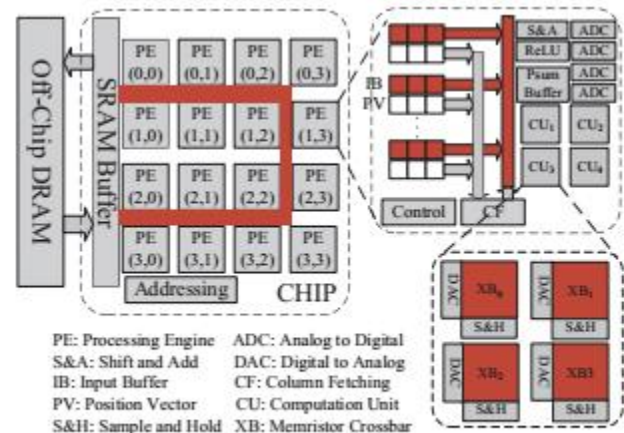 Off-Chip DRAM
SRAM Buffer
PE PE PE PE
(0,0) (0,1) (0,2) (0,3)
PE PE PE PE
(1,0) (1,1) (1,2) (1,3)
PE PE PE PE
(2,0) (2,1) (2,2) (2,3)
PE PE PE PE
(3,0) (3,1) (3,2) (3,3)
Addressing
CHIP
IB
PV
S&A ADC
ReLU ADC
Psum ADC
Buffer ADC
CU1 CU2
CU3 CU4
Control CF
DAC XB0 DAC XB1
S&H S&H
DAC XB2 DAC XB3
S&H S&H
PE: Processing Engine ADC: Analog to Digital
S&A: Shift and Add DAC: Digital to Analog
IB: Input Buffer CF: Column Fetching
PV: Position Vector CU: Computation Unit
S&H: Sample and Hold XB: Memristor Crossbar